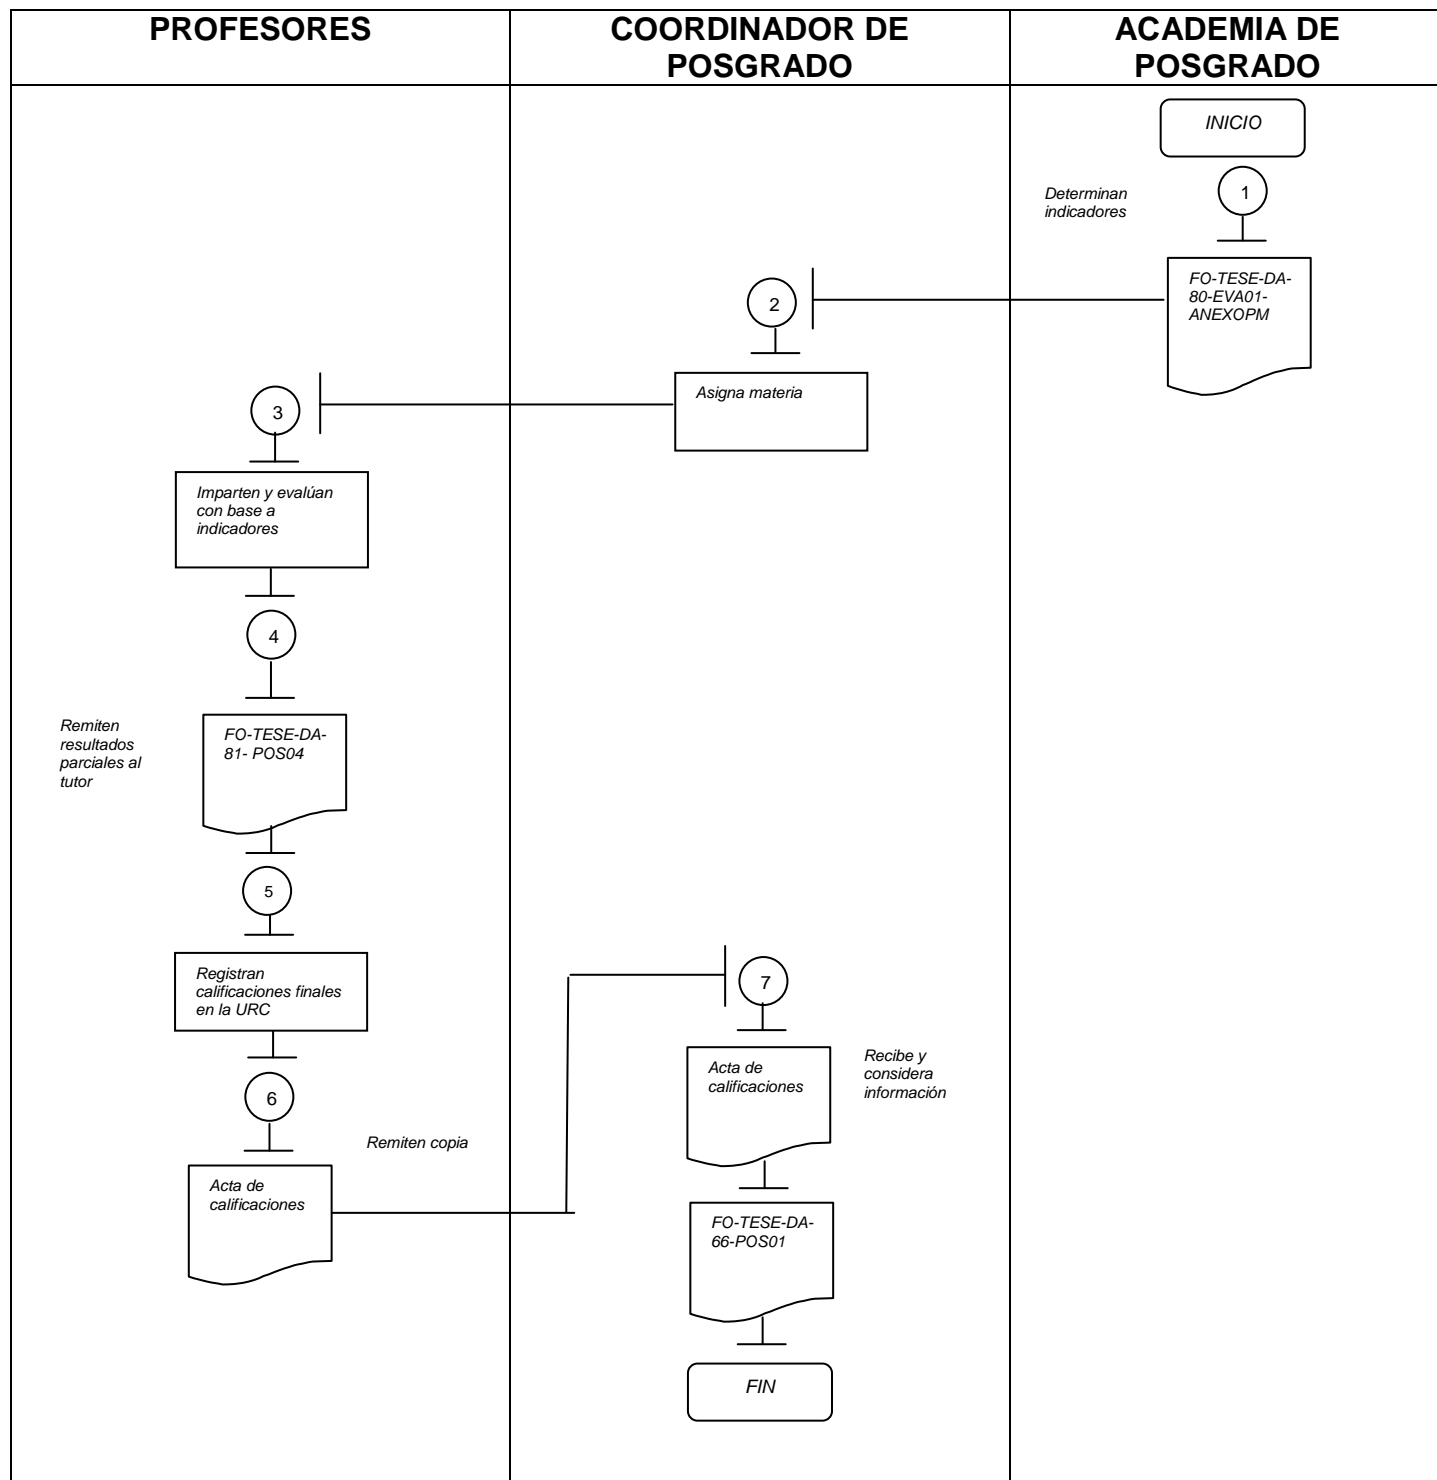 PROFESORES
COORDINADOR DE
POSGRADO
ACADEMIA DE
POSGRADO
INICIO
Determinan
indicadores
1
FO-TESE-DA-
80-EVA01-
ANEXOPM
2
Asigna materia
3
Imparten y evalúan
con base a
indicadores
4
Remiten
resultados
parciales al
tutor
FO-TESE-DA-
81- POS04
5
Registran
calificaciones finales
en la URC
6
Remiten copia
Acta de
calificaciones
7
Acta de
calificaciones
Recibe y
considera
información
FO-TESE-DA-
66-POS01
FIN